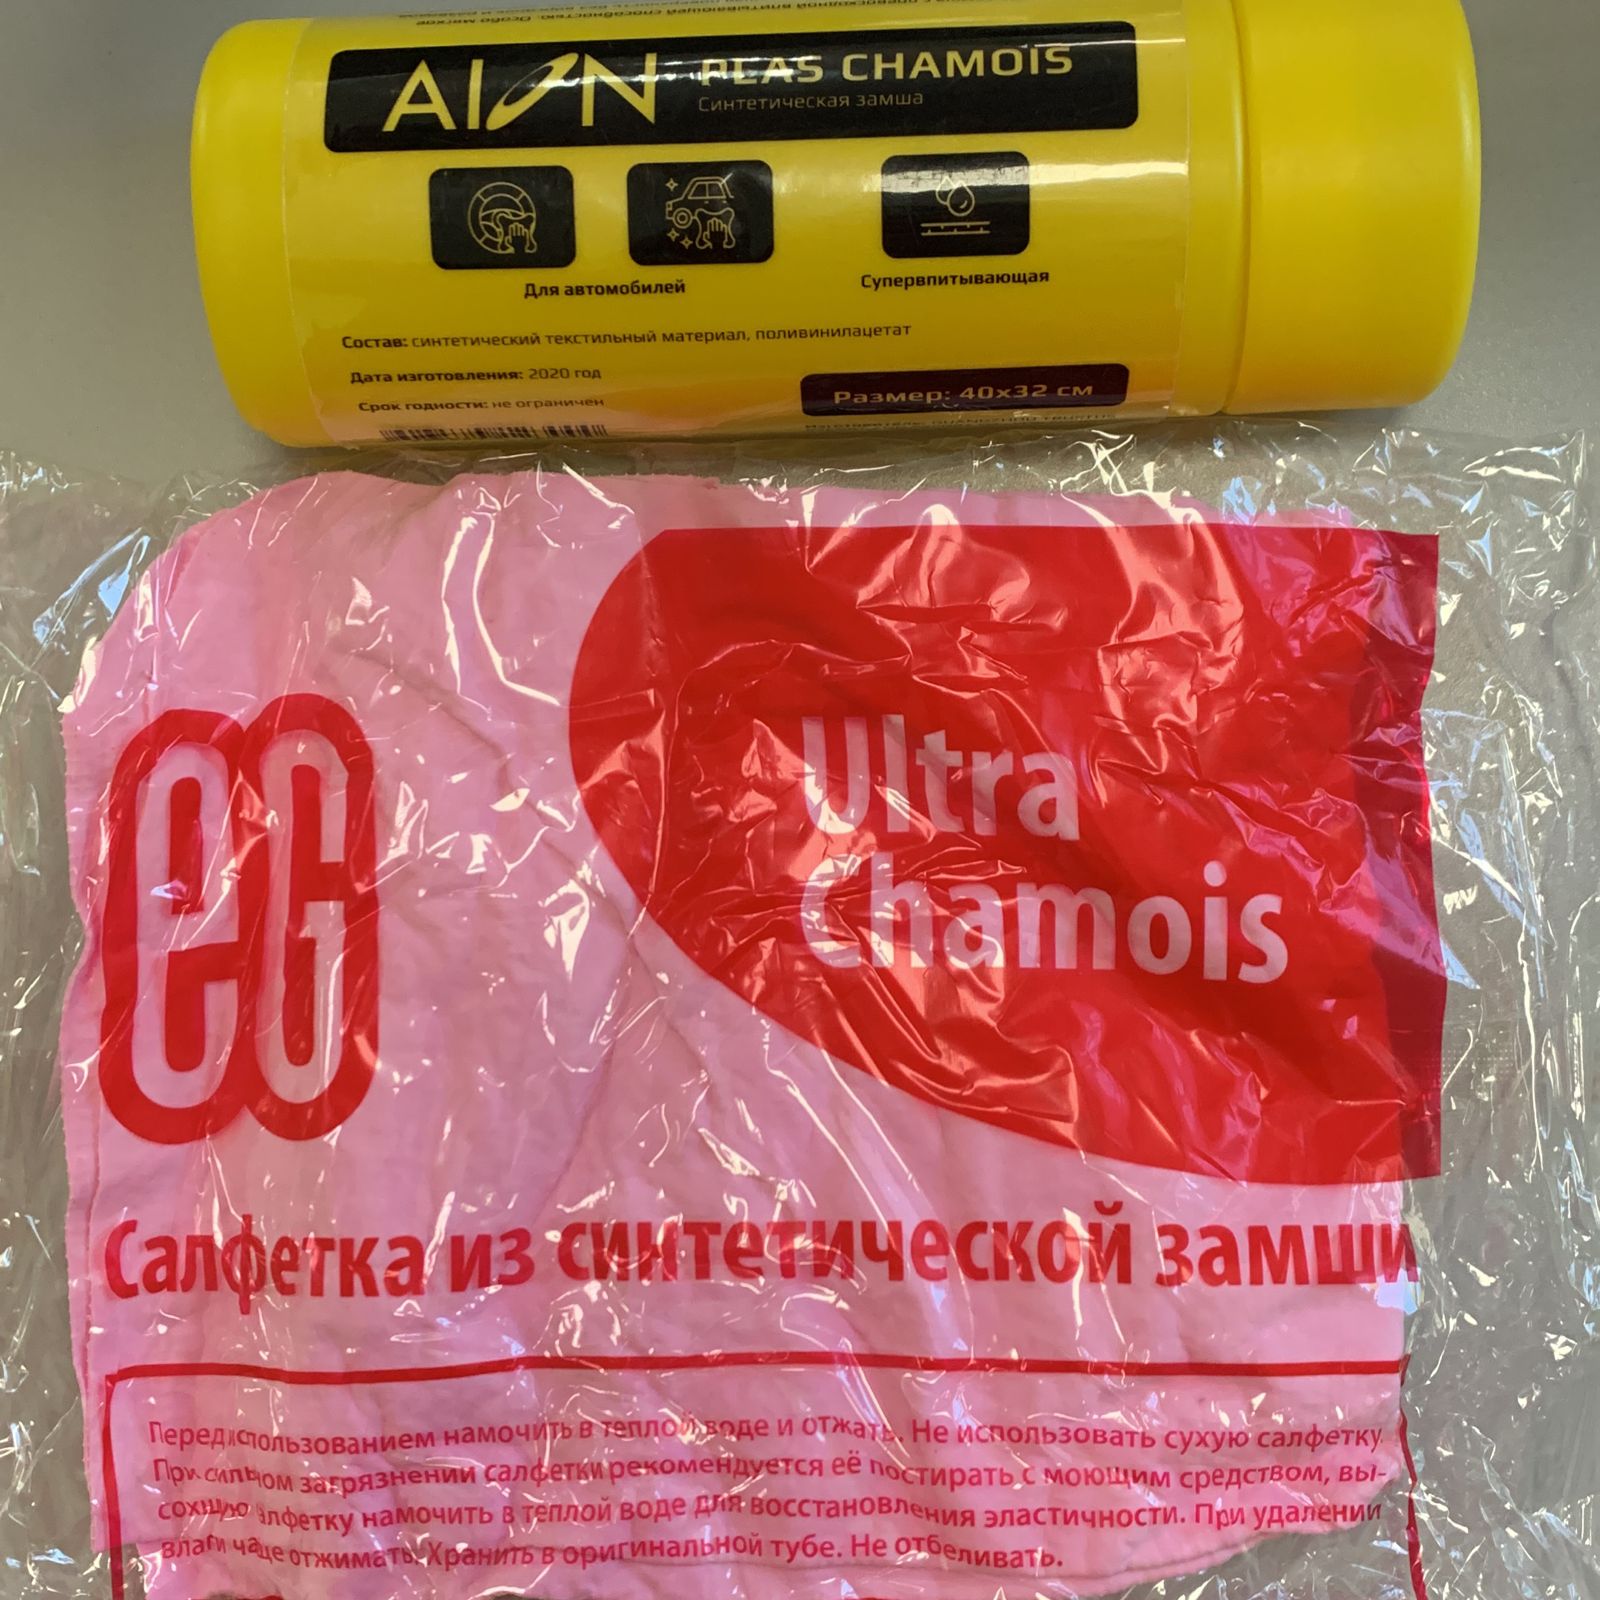 AION
PLAS CHAMOIS
Синтетическая замша
Для автомобилей
Супервпитывающая
Состав: синтетический текстильный материал, поливинилацетат
Дата изготовления: 2020 год
Срок годности: не ограничен
Размер: 40х32 см
eG
Ultra
Chamois
Салфетка из синтетической замши
Перед использованием намочить в теплой воде и отжать. Не использовать сухую салфетку.
При сильном загрязнении салфетки рекомендуется её постирать с моющим средством, вы-
сохшую салфетку намочить в теплой воде для восстановления эластичности. При удалении
влаги чаще отжимать. Хранить в оригинальной тубе. Не отбеливать.